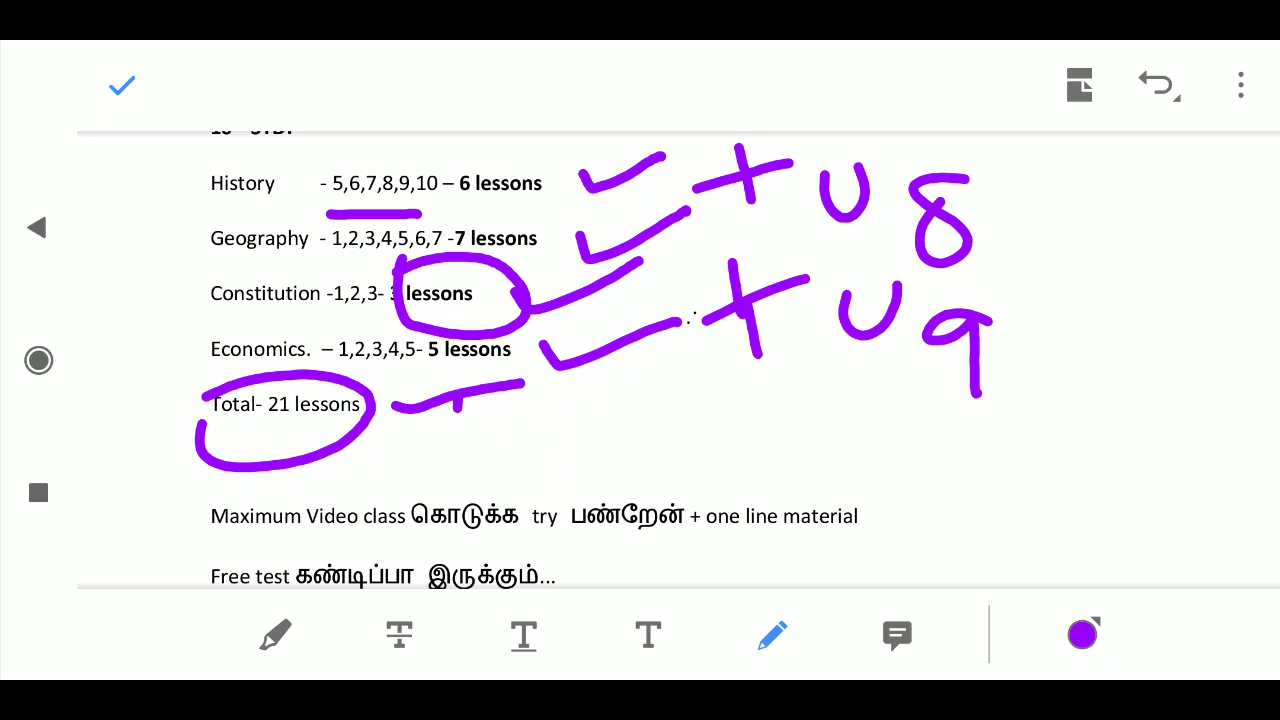 History - 5,6,7,8,9,10 – 6 lessons
+ U 8
Geography - 1,2,3,4,5,6,7 -7 lessons
Constitution -1,2,3- 3 lessons
+ U 9
Economics. – 1,2,3,4,5- 5 lessons
Total- 21 lessons
Maximum Video class கொடுக்க try பண்றேன் + one line material
Free test கண்டிப்பா இருக்கும்...